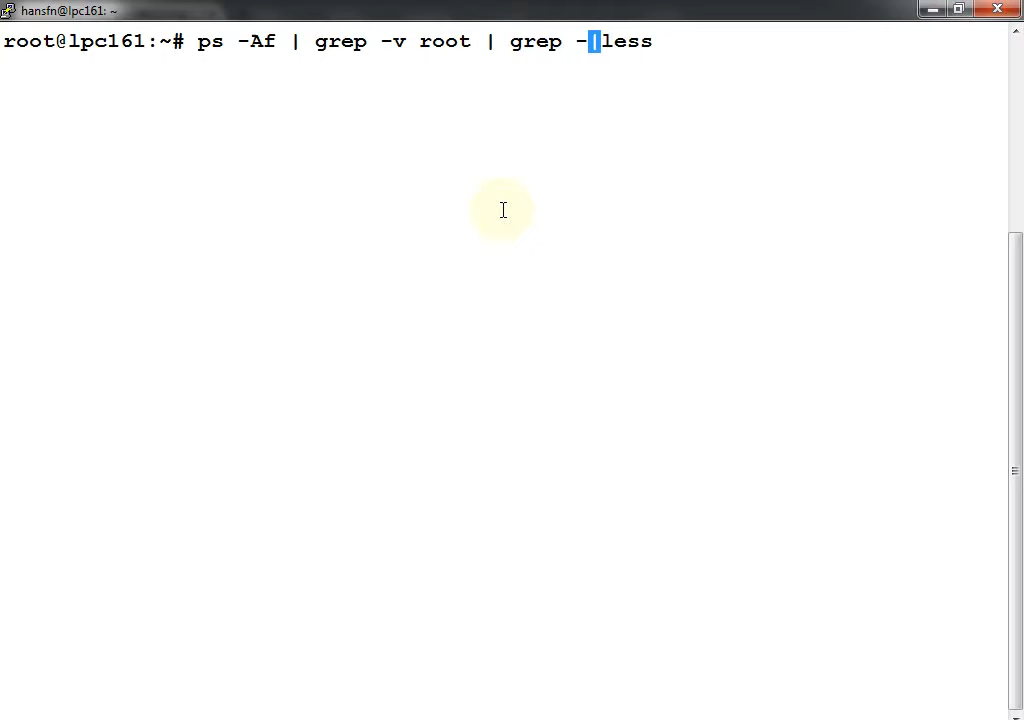 hansfn@lpc161: ~
root@lpc161:~# ps -Af | grep -v root | grep -|less